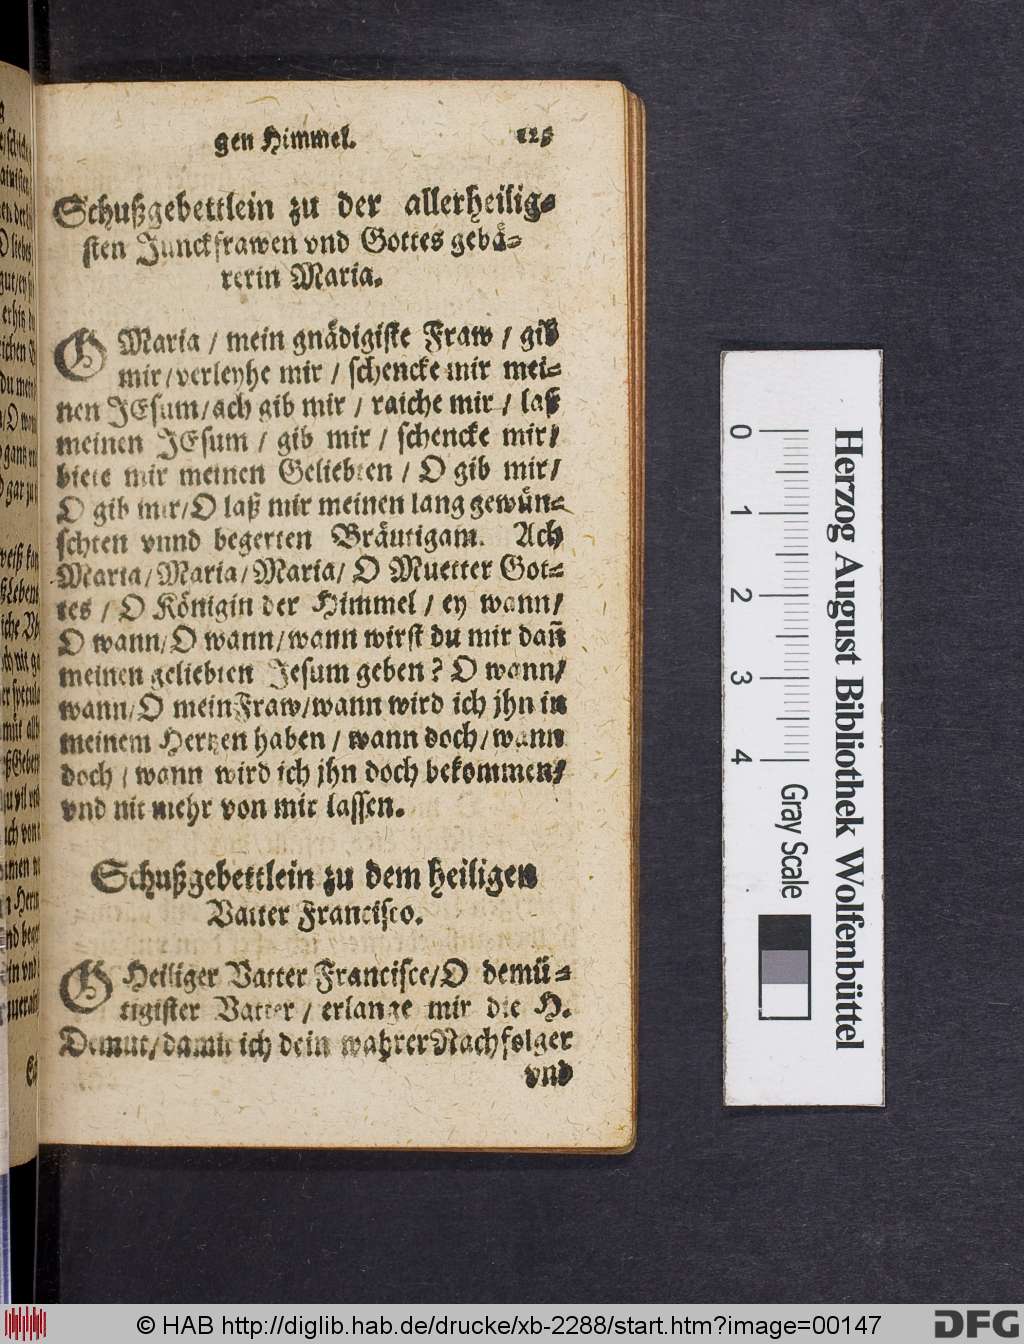 gen Himmel. 125
Schußgebettlein zu der allerheilig⸗
sten Junckfrawen vnd Gottes gebä⸗
rerin Maria.
O Maria / mein gnädigiste Fraw / gib
mir / verleyhe mir / schencke mir mei⸗
nen JEsum / ach gib mir / raiche mir / laß
meinen JEsum / gib mir / schencke mir /
biete mir meinen Geliebten / O gib mir /
O gib mir / O laß mir meinen lang gewün⸗
schten vnnd begerten Bräutigam. Ach
Maria / Maria / Maria / O Muetter Got⸗
tes / O Königin der Himmel / ey wann /
O wann / O wann / wann wirst du mir dañ
meinen geliebten Jesum geben? O wann /
wann / O mein Fraw / wann wird ich jhn in
meinem Hertzen haben / wann doch / wann
doch / wann wird ich jhn doch bekommen /
vnd nit mehr von mir lassen.
Schußgebettlein zu dem heiligen
Vatter Francisco.
O Heiliger Vatter Francisce / O demü⸗
tigister Vatter / erlange mir die H.
Demut / damit ich dein wahrer Nachfolger
vnd
Herzog August Bibliothek Wolfenbüttel
0 1 2 3 4
Gray Scale
© HAB http://diglib.hab.de/drucke/xb-2288/start.htm?image=00147
DFG